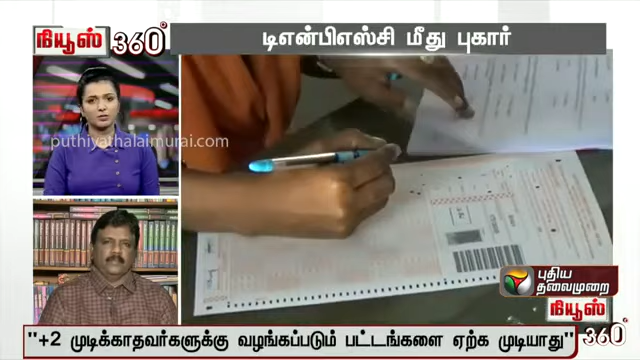 நியூஸ் 360°
டிஎன்பிஎஸ்சி மீது புகார்
puthiyathalaimurai.com
புதிய
தலைமுறை
நியூஸ்
360°
"+2 முடிக்காதவர்களுக்கு வழங்கப்படும் பட்டங்களை ஏற்க முடியாது"